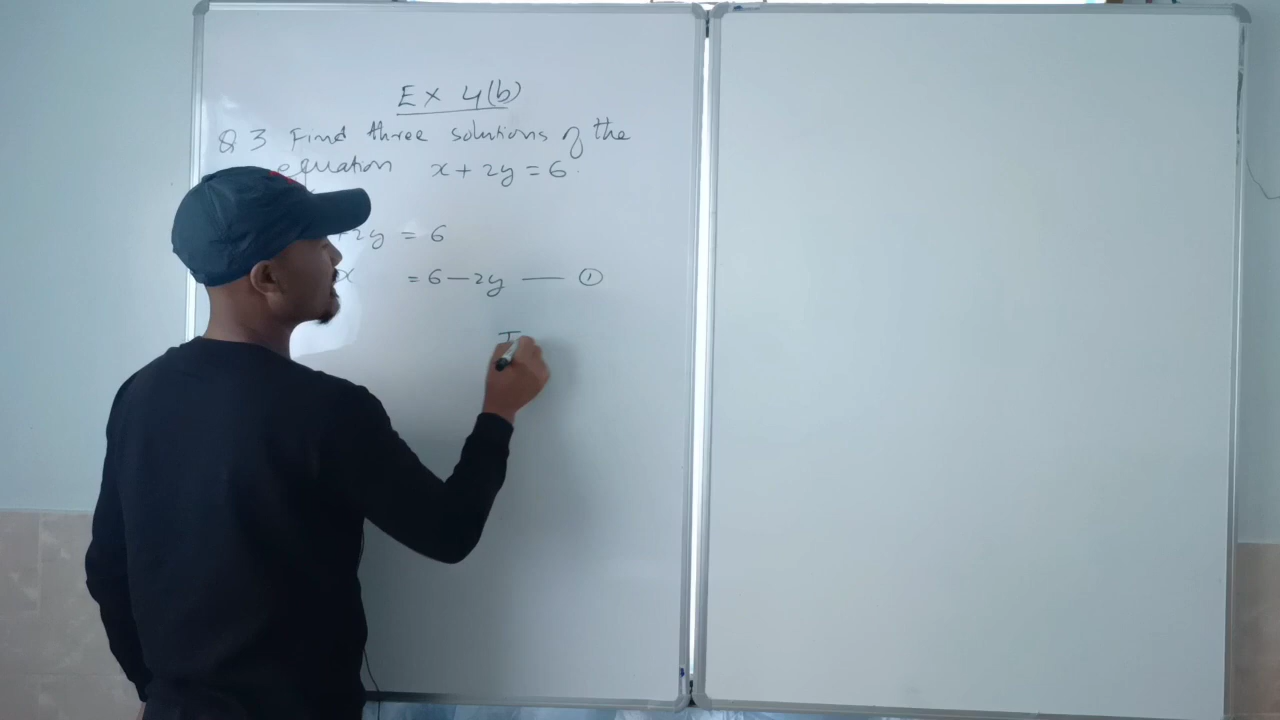 Ex 4(b)
Q 3 Find three solutions of the
equation x + 2y = 6.
+2y = 6
x = 6 - 2y — ①